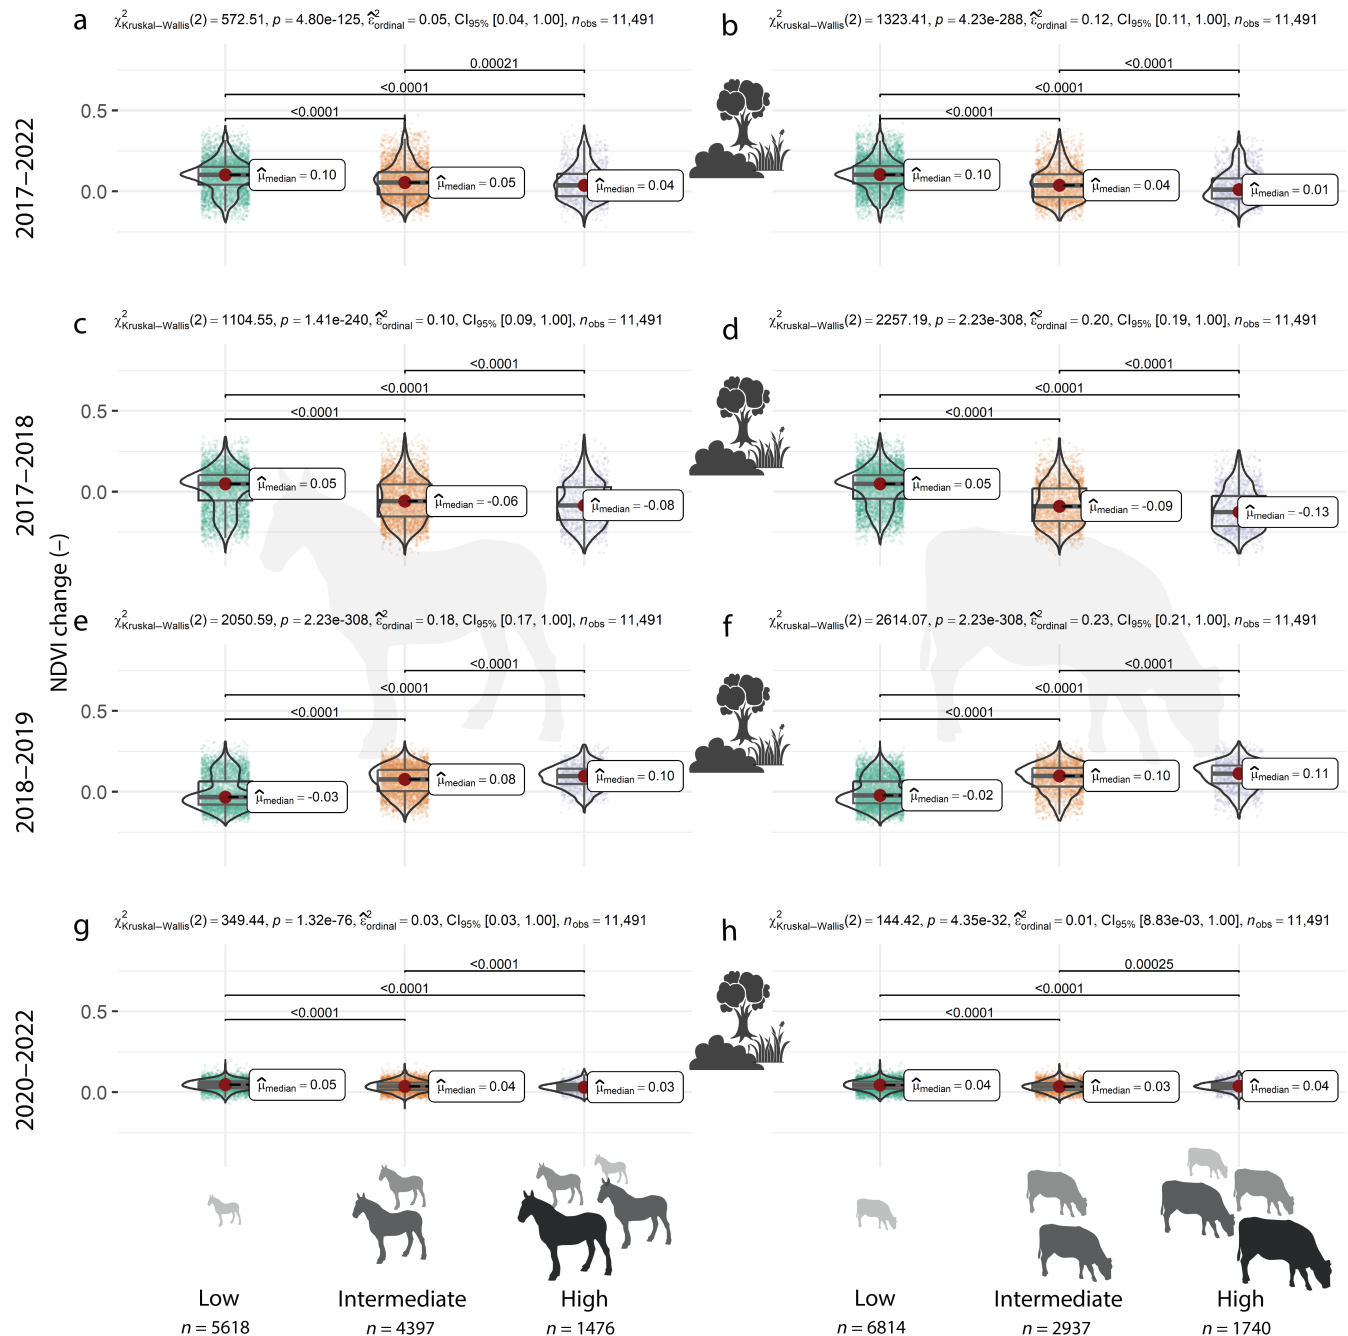 a χ²Kruskal−Wallis(2) = 572.51, p = 4.80e-125, ε̂²ordinal = 0.05, CI95% [0.04, 1.00], nobs = 11,491
0.00021
<0.0001
<0.0001
0.5
0.0
μ̂median = 0.10
μ̂median = 0.05
μ̂median = 0.04
2017–2022
b χ²Kruskal−Wallis(2) = 1323.41, p = 4.23e-288, ε̂²ordinal = 0.12, CI95% [0.11, 1.00], nobs = 11,491
<0.0001
<0.0001
<0.0001
μ̂median = 0.10
μ̂median = 0.04
μ̂median = 0.01
c χ²Kruskal−Wallis(2) = 1104.55, p = 1.41e-240, ε̂²ordinal = 0.10, CI95% [0.09, 1.00], nobs = 11,491
<0.0001
<0.0001
<0.0001
0.5
0.0
μ̂median = 0.05
μ̂median = -0.06
μ̂median = -0.08
2017–2018
d χ²Kruskal−Wallis(2) = 2257.19, p = 2.23e-308, ε̂²ordinal = 0.20, CI95% [0.19, 1.00], nobs = 11,491
<0.0001
<0.0001
<0.0001
μ̂median = 0.05
μ̂median = -0.09
μ̂median = -0.13
NDVI change (–)
e χ²Kruskal−Wallis(2) = 2050.59, p = 2.23e-308, ε̂²ordinal = 0.18, CI95% [0.17, 1.00], nobs = 11,491
<0.0001
<0.0001
<0.0001
0.5
0.0
μ̂median = -0.03
μ̂median = 0.08
μ̂median = 0.10
2018–2019
f χ²Kruskal−Wallis(2) = 2614.07, p = 2.23e-308, ε̂²ordinal = 0.23, CI95% [0.21, 1.00], nobs = 11,491
<0.0001
<0.0001
<0.0001
μ̂median = -0.02
μ̂median = 0.10
μ̂median = 0.11
g χ²Kruskal−Wallis(2) = 349.44, p = 1.32e-76, ε̂²ordinal = 0.03, CI95% [0.03, 1.00], nobs = 11,491
<0.0001
<0.0001
<0.0001
0.5
0.0
μ̂median = 0.05
μ̂median = 0.04
μ̂median = 0.03
2020–2022
h χ²Kruskal−Wallis(2) = 144.42, p = 4.35e-32, ε̂²ordinal = 0.01, CI95% [8.83e-03, 1.00], nobs = 11,491
0.00025
<0.0001
<0.0001
μ̂median = 0.04
μ̂median = 0.03
μ̂median = 0.04
Low Intermediate High Low Intermediate High
n = 5618 n = 4397 n = 1476 n = 6814 n = 2937 n = 1740